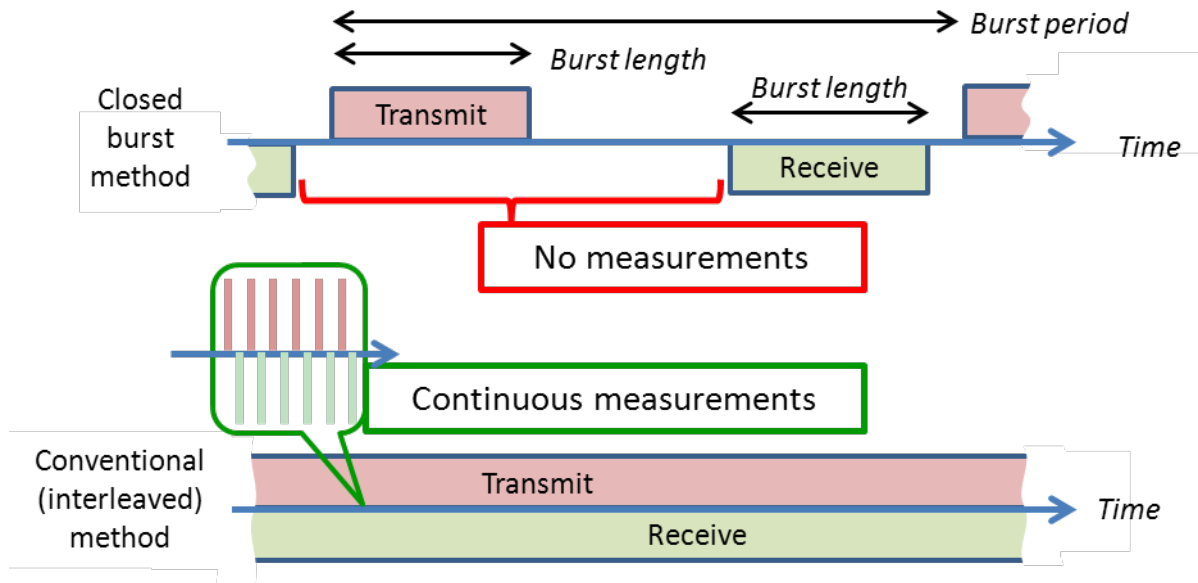 Burst period
Burst length
Burst length
Closed
burst
method
Transmit
Time
Receive
No measurements
Continuous measurements
Conventional
(interleaved)
method
Transmit
Time
Receive